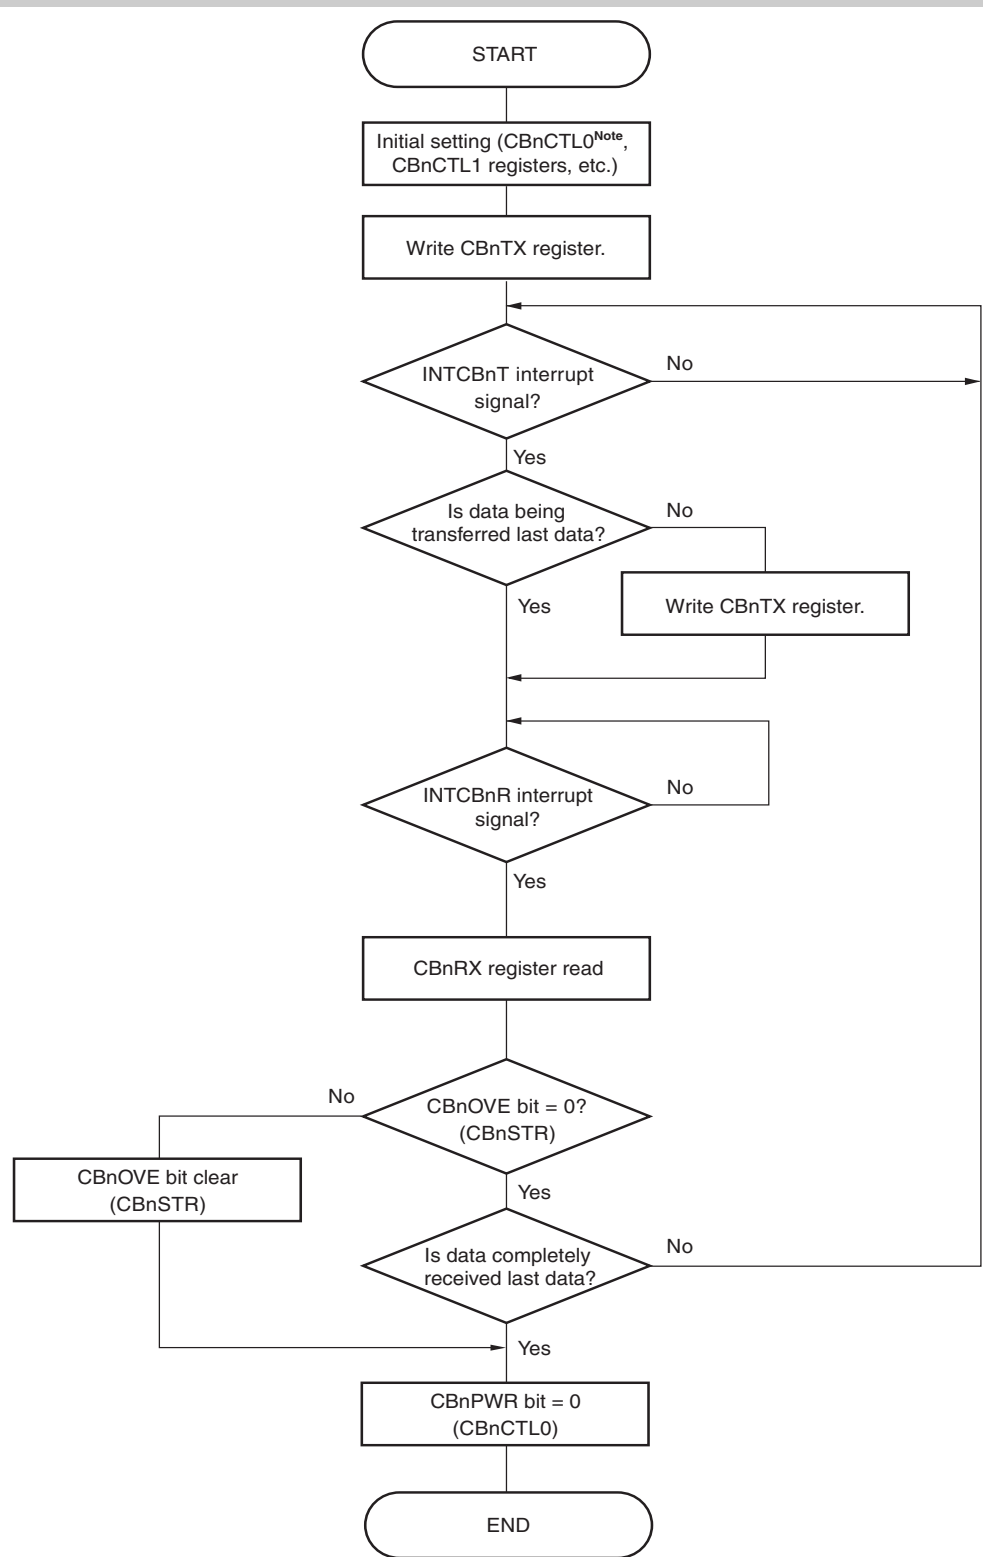 START
Initial setting (CBnCTL0Note,
CBnCTL1 registers, etc.)
Write CBnTX register.
INTCBnT interrupt
signal?
No
Yes
Is data being
transferred last data?
No
Yes
Write CBnTX register.
INTCBnR interrupt
signal?
No
Yes
CBnRX register read
No
CBnOVE bit = 0?
(CBnSTR)
CBnOVE bit clear
(CBnSTR)
Yes
Is data completely
received last data?
No
Yes
CBnPWR bit = 0
(CBnCTL0)
END